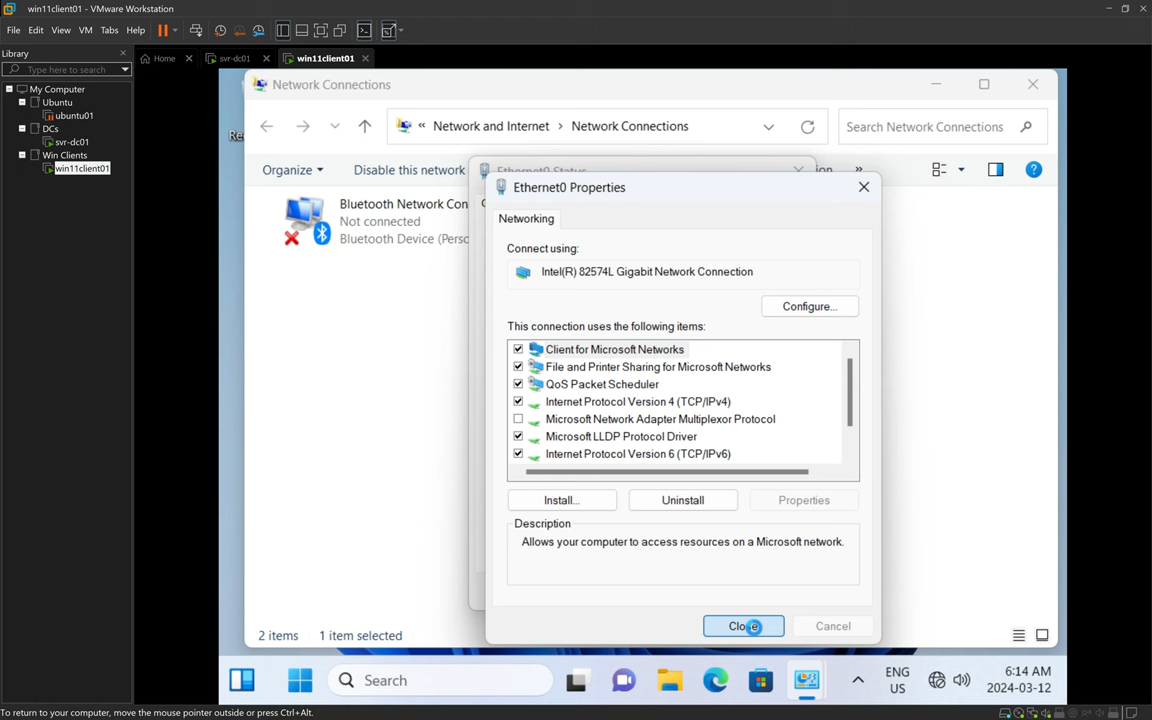 win11client01 - VMware Workstation
File Edit View VM Tabs Help
Library
Type here to search
My Computer
Ubuntu
ubuntu01
DCs
svr-dc01
Win Clients
win11client01
Home
svr-dc01
win11client01
Network Connections
« Network and Internet > Network Connections
Search Network Connections
Organize
Disable this network
»
Bluetooth Network Con
Not connected
Bluetooth Device (Perso
Ethernet0 Properties
Networking
Connect using:
Intel(R) 82574L Gigabit Network Connection
Configure...
This connection uses the following items:
Client for Microsoft Networks
File and Printer Sharing for Microsoft Networks
QoS Packet Scheduler
Internet Protocol Version 4 (TCP/IPv4)
Microsoft Network Adapter Multiplexor Protocol
Microsoft LLDP Protocol Driver
Internet Protocol Version 6 (TCP/IPv6)
Install...
Uninstall
Properties
Description
Allows your computer to access resources on a Microsoft network.
Close
Cancel
2 items 1 item selected
Search
ENG
US
6:14 AM
2024-03-12
To return to your computer, move the mouse pointer outside or press Ctrl+Alt.